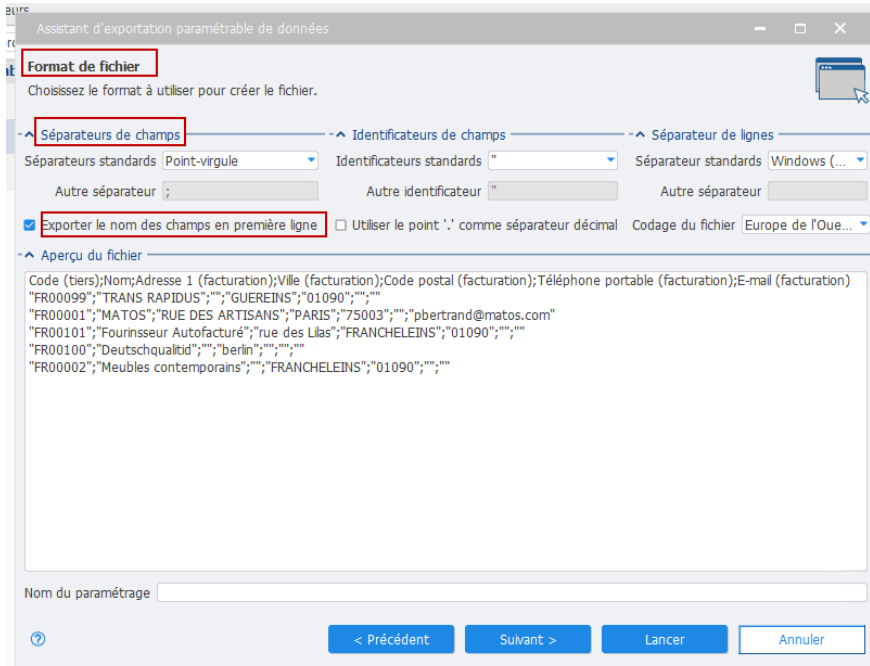 eurs
Assistant d'exportation paramétrable de données
Format de fichier
Choisissez le format à utiliser pour créer le fichier.
Séparateurs de champs Identificateurs de champs Séparateur de lignes
Séparateurs standards Point-virgule Identificateurs standards " Séparateur standards Windows (...
Autre séparateur ; Autre identificateur " Autre séparateur
Exporter le nom des champs en première ligne Utiliser le point '.' comme séparateur décimal Codage du fichier Europe de l'Oue...
Aperçu du fichier
Code (tiers);Nom;Adresse 1 (facturation);Ville (facturation);Code postal (facturation);Téléphone portable (facturation);E-mail (facturation)
"FR00099";"TRANS RAPIDUS";"";"GUEREINS";"01090";"";""
"FR00001";"MATOS";"RUE DES ARTISANS";"PARIS";"75003";"";"pbertrand@matos.com"
"FR00101";"Fourinsseur Autofacturé";"rue des Lilas";"FRANCHELEINS";"01090";"";""
"FR00100";"Deutschqualitid";"";"berlin";"";"";""
"FR00002";"Meubles contemporains";"";"FRANCHELEINS";"01090";"";""
Nom du paramétrage
< Précédent Suivant > Lancer Annuler